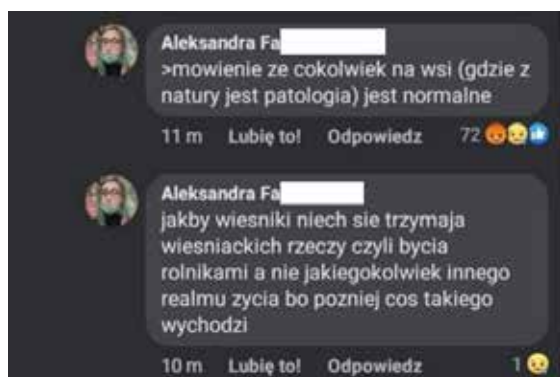 Aleksandra Fa
>mowienie ze cokolwiek na wsi (gdzie z
natury jest patologia) jest normalne
11 m Lubię to! Odpowiedz 72
Aleksandra Fa
jakby wiesniki niech sie trzymaja
wiesniackich rzeczy czyli bycia
rolnikami a nie jakiegokolwiek innego
realmu zycia bo pozniej cos takiego
wychodzi
10 m Lubię to! Odpowiedz 1